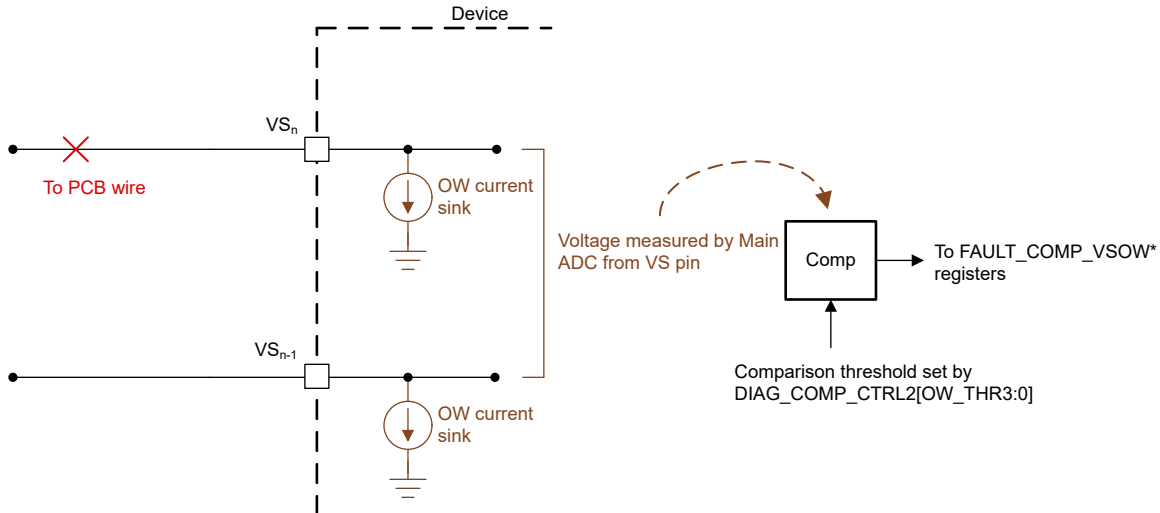 Device
VSn
To PCB wire
OW current
sink
Voltage measured by Main
ADC from VS pin
Comp
To FAULT_COMP_VSOW*
registers
VSn-1
Comparison threshold set by
DIAG_COMP_CTRL2[OW_THR3:0]
OW current
sink